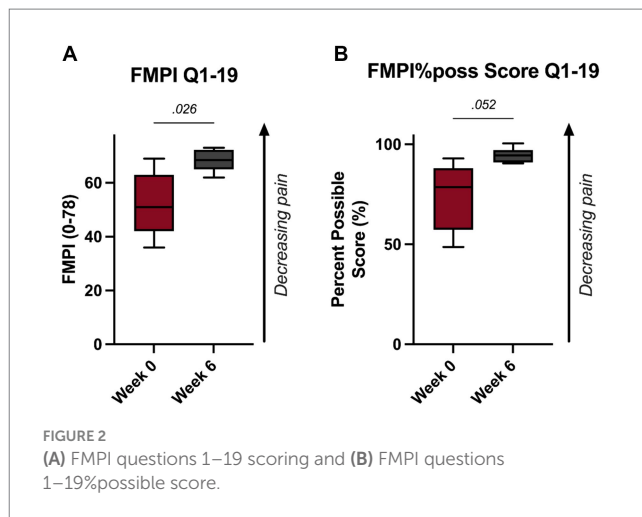 A
FMPI Q1-19
.026
FMPI (0-78)
60
40
20
0
Week 0
Week 6
Decreasing pain
B
FMPI%poss Score Q1-19
.052
Percent Possible
Score (%)
100
50
0
Week 0
Week 6
Decreasing pain
FIGURE 2
(A) FMPI questions 1–19 scoring and (B) FMPI questions
1–19%possible score.